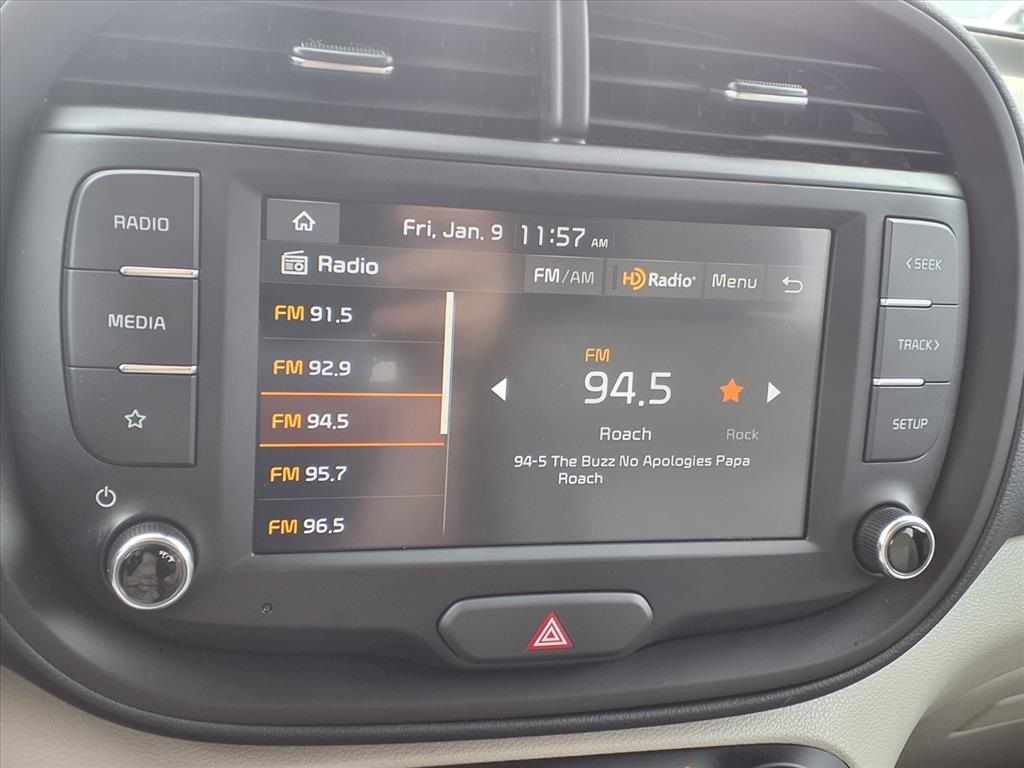 RADIO
MEDIA
Fri, Jan. 9 11:57 AM
Radio
FM/AM HD Radio Menu
FM 91.5
FM 92.9
FM 94.5
FM 95.7
FM 96.5
FM
94.5
Roach Rock
94-5 The Buzz No Apologies Papa
Roach
< SEEK
TRACK >
SETUP